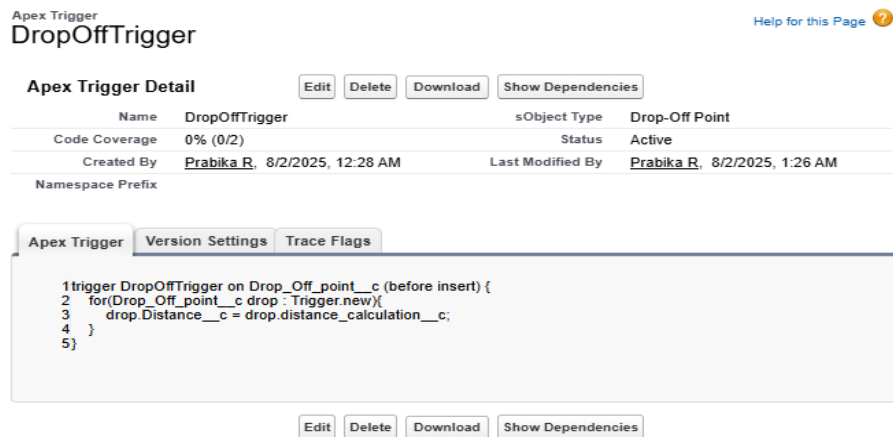 Apex Trigger
DropOffTrigger
Help for this Page ?
Apex Trigger Detail
Edit Delete Download Show Dependencies
Name DropOffTrigger sObject Type Drop-Off Point
Code Coverage 0% (0/2) Status Active
Created By Prabika R, 8/2/2025, 12:28 AM Last Modified By Prabika R, 8/2/2025, 1:26 AM
Namespace Prefix
Apex Trigger Version Settings Trace Flags
1 trigger DropOffTrigger on Drop_Off_point__c (before insert) {
2 for(Drop_Off_point__c drop : Trigger.new){
3 drop.Distance__c = drop.distance_calculation__c;
4 }
5 }
Edit Delete Download Show Dependencies